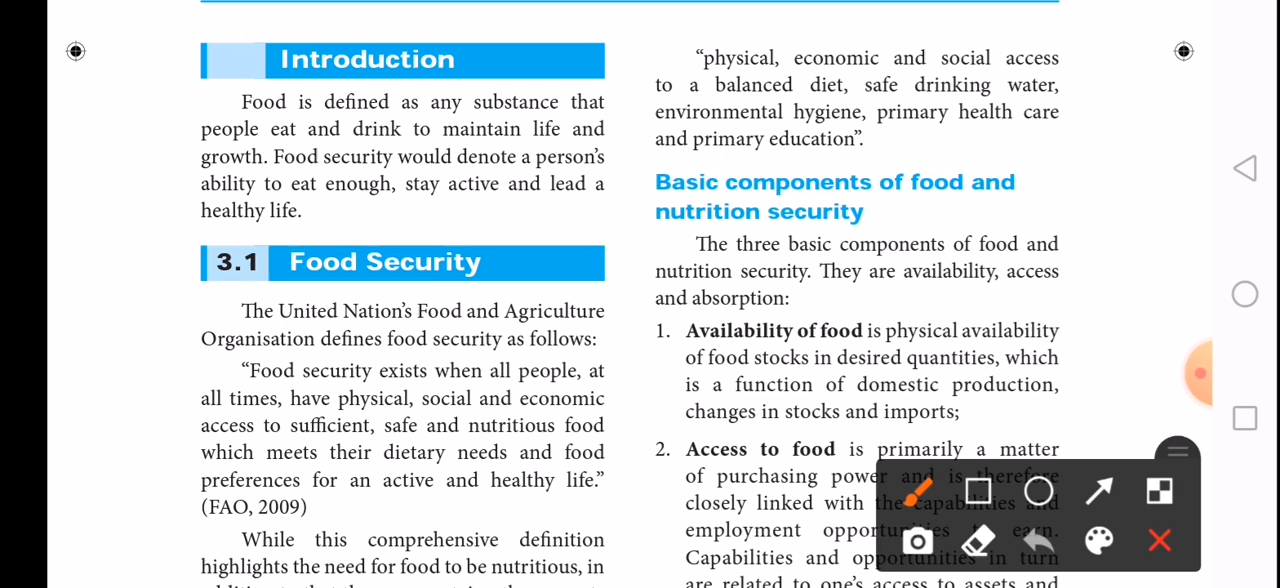 Introduction
Food is defined as any substance that
people eat and drink to maintain life and
growth. Food security would denote a person's
ability to eat enough, stay active and lead a
healthy life.
3.1 Food Security
The United Nation's Food and Agriculture
Organisation defines food security as follows:
"Food security exists when all people, at
all times, have physical, social and economic
access to sufficient, safe and nutritious food
which meets their dietary needs and food
preferences for an active and healthy life."
(FAO, 2009)
While this comprehensive definition
highlights the need for food to be nutritious, in
"physical, economic and social access
to a balanced diet, safe drinking water,
environmental hygiene, primary health care
and primary education".
Basic components of food and
nutrition security
The three basic components of food and
nutrition security. They are availability, access
and absorption:
1. Availability of food is physical availability
of food stocks in desired quantities, which
is a function of domestic production,
changes in stocks and imports;
2. Access to food is primarily a matter
of purchasing power and is therefore
closely linked with the capabilities and
employment opportunities to earn.
Capabilities and opportunities in turn
are related to one's access to assets and